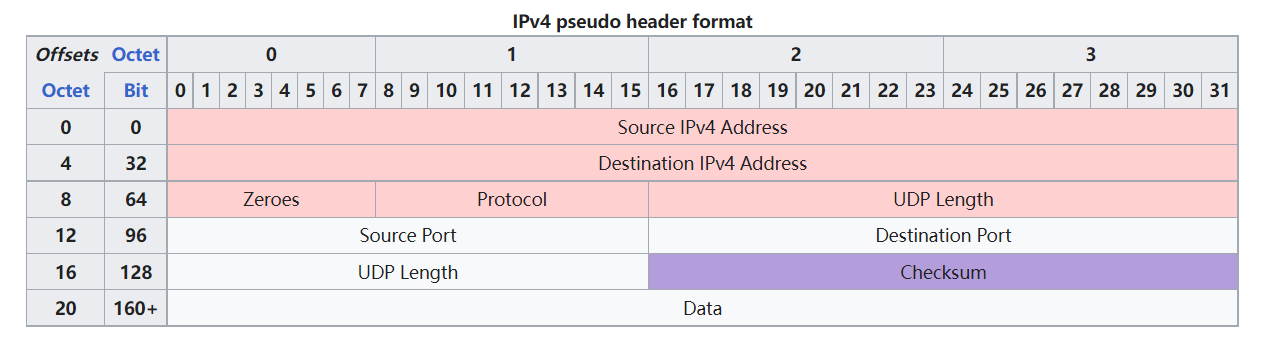 IPv4 pseudo header format
Offsets Octet 0 1 2 3
Octet Bit 0 1 2 3 4 5 6 7 8 9 10 11 12 13 14 15 16 17 18 19 20 21 22 23 24 25 26 27 28 29 30 31
0 0 Source IPv4 Address
4 32 Destination IPv4 Address
8 64 Zeroes Protocol UDP Length
12 96 Source Port Destination Port
16 128 UDP Length Checksum
20 160+ Data